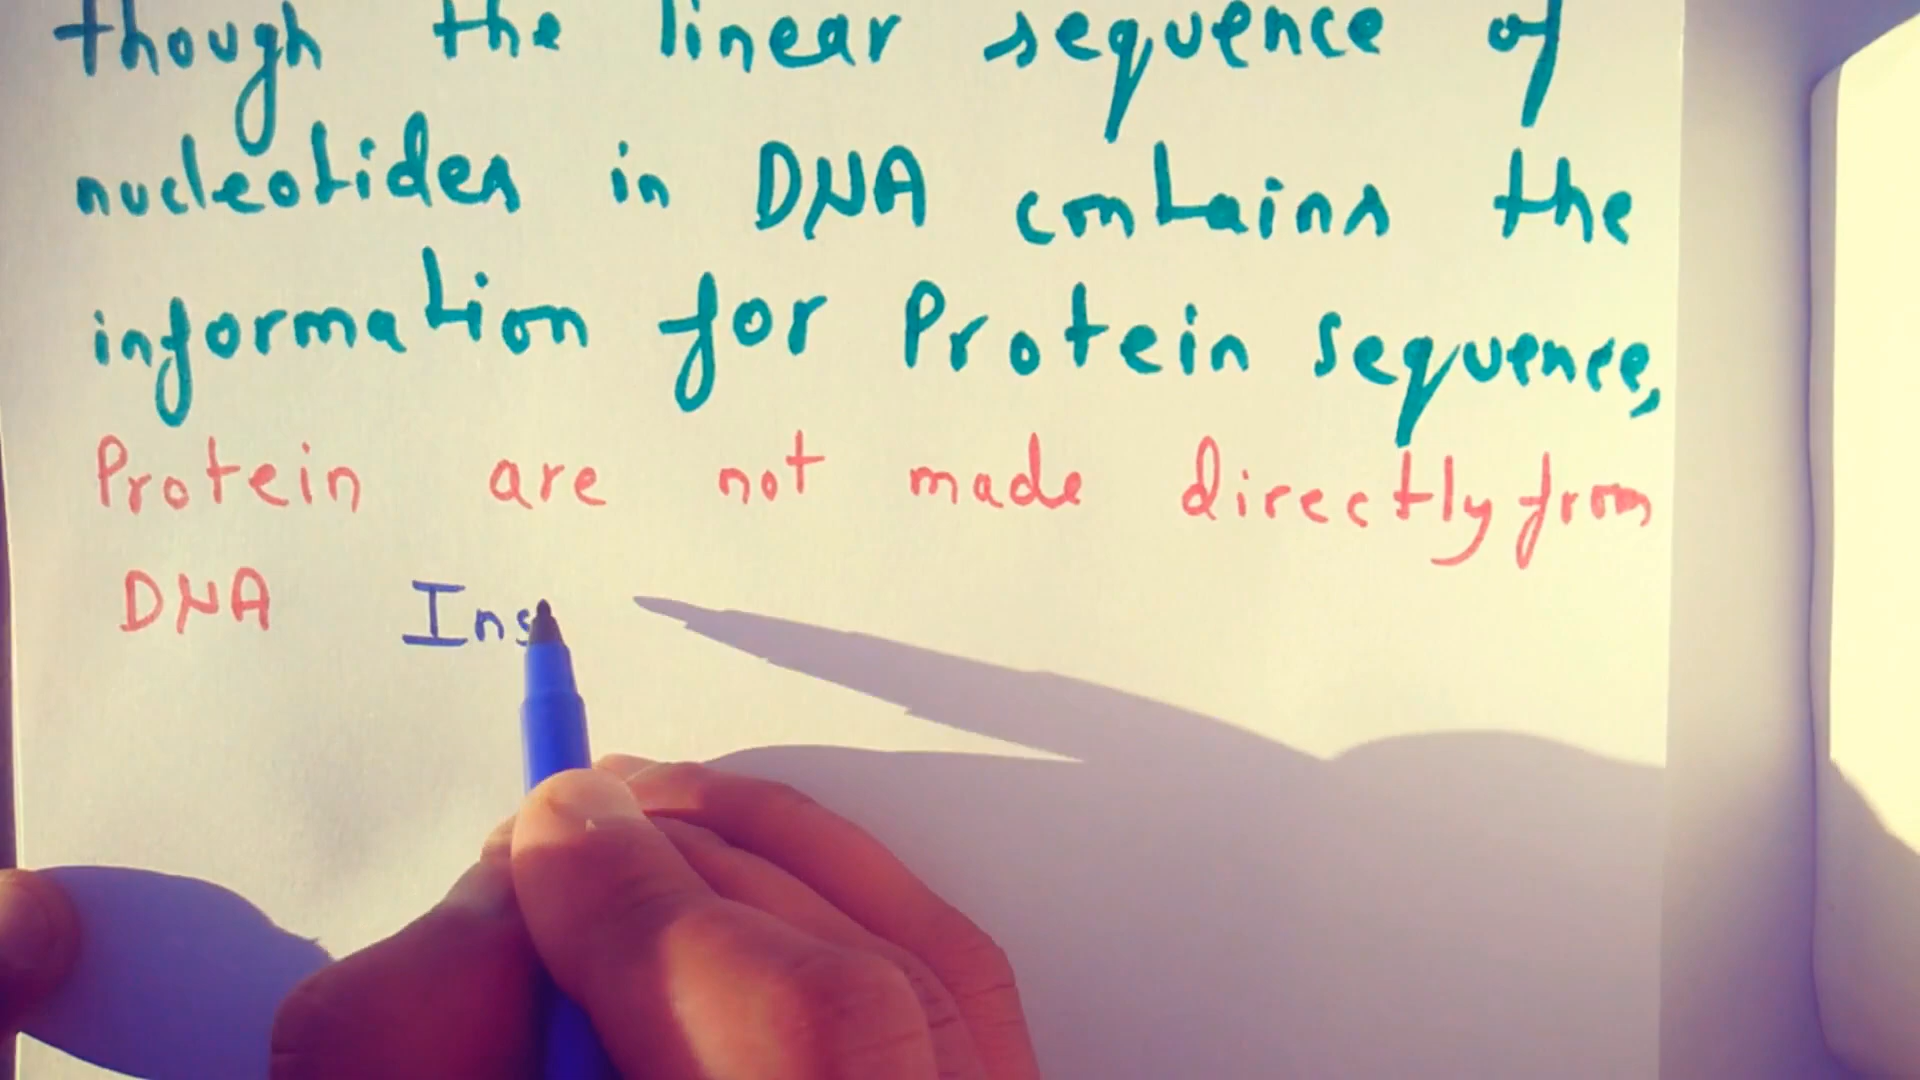 though the linear sequence of
nucleotides in DNA contains the
information for Protein sequence,
Protein are not made directly from
DNA Ins